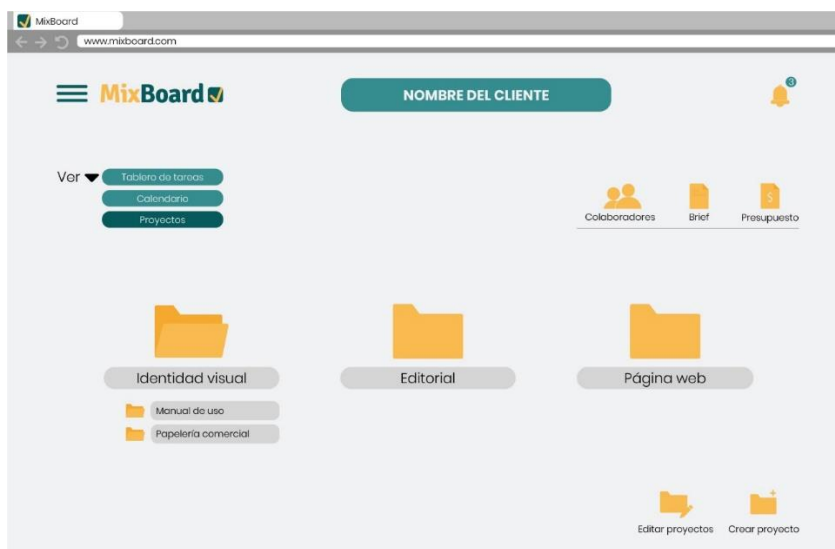 MixBoard
www.mixboard.com
MixBoard
NOMBRE DEL CLIENTE
3
Ver
Tablero de tareas
Calendario
Proyectos
Colaboradores
Brief
$
Presupuesto
Identidad visual
Editorial
Página web
Manual de uso
Papelería comercial
Editar proyectos
Crear proyecto